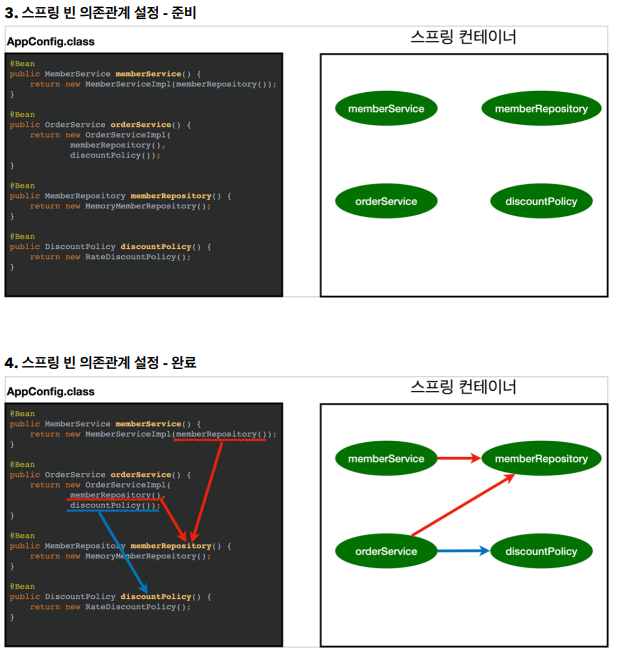 3. 스프링 빈 의존관계 설정 - 준비
AppConfig.class
@Bean
public MemberService memberService() {
return new MemberServiceImpl(memberRepository());
}
@Bean
public OrderService orderService() {
return new OrderServiceImpl(
memberRepository(),
discountPolicy());
}
@Bean
public MemberRepository memberRepository() {
return new MemoryMemberRepository();
}
@Bean
public DiscountPolicy discountPolicy() {
return new RateDiscountPolicy();
}
스프링 컨테이너
memberService
memberRepository
orderService
discountPolicy
4. 스프링 빈 의존관계 설정 - 완료
AppConfig.class
@Bean
public MemberService memberService() {
return new MemberServiceImpl(memberRepository());
}
@Bean
public OrderService orderService() {
return new OrderServiceImpl(
memberRepository(),
discountPolicy());
}
@Bean
public MemberRepository memberRepository() {
return new MemoryMemberRepository();
}
@Bean
public DiscountPolicy discountPolicy() {
return new RateDiscountPolicy();
}
스프링 컨테이너
memberService
memberRepository
orderService
discountPolicy